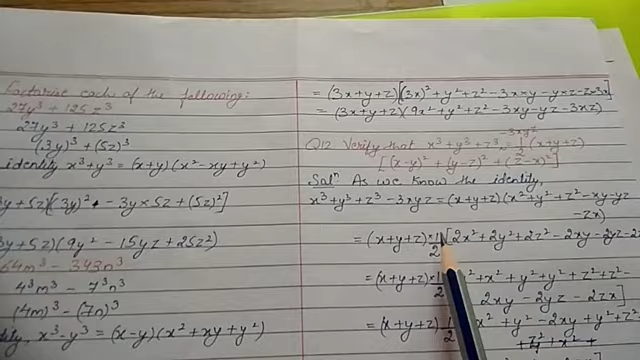 Factorise each of the following:
27y³ + 125z³
27y³ + 125z³
(3y)³ + (5z)³
identity x³+y³ = (x+y)(x²-xy+y²)
3y+5z)[(3y)² - 3y×5z + (5z)²]
3y+5z)(9y² - 15yz + 25z²)
64m³ - 343n³
4³m³ - 7³n³
(4m)³ - (7n)³
x³-y³ = (x-y)(x²+xy+y²)
= (3x+y+z)[(3x)²+y²+z²-3x×y-y×z-z×3x]
= (3x+y+z)(9x²+y²+z²-3xy-yz-3xz)
Q12 Verify that x³+y³+z³-3xyz = 1/2(x+y+z)
[(x-y)²+(y-z)²+(z-x)²]
Solⁿ As we know the identity,
x³+y³+z³-3xyz = (x+y+z)(x²+y²+z²-xy-yz
-zx)
= (x+y+z)×1/2[2x²+2y²+2z²-2xy-2yz-2z
= (x+y+z)×1/2 x²+x²+y²+y²+z²+z²-
2xy-2yz-2zx]
= (x+y+z)1/2 x²+y²-2xy+y²+z²
+z²+x²+